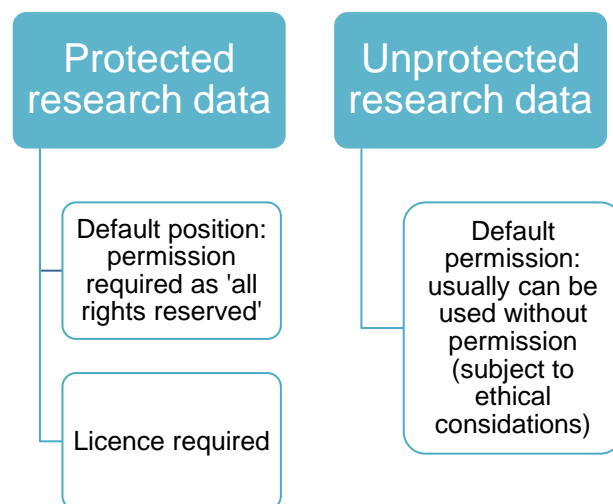 Protected
research data
Default position:
permission
required as 'all
rights reserved'
Licence required
Unprotected
research data
Default
permission:
usually can be
used without
permission
(subject to
ethical
considations)